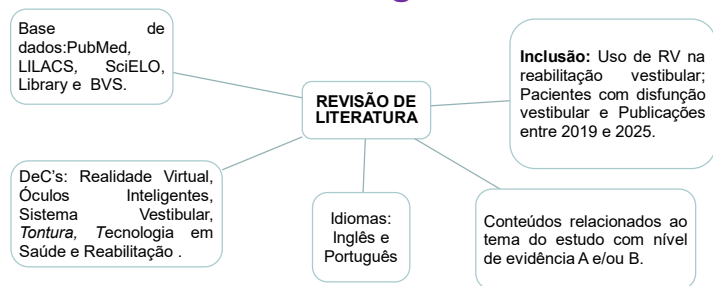 Base de
dados:PubMed,
LILACS, SciELO,
Library e BVS.
Inclusão: Uso de RV na
reabilitação vestibular;
Pacientes com disfunção
vestibular e Publicações
entre 2019 e 2025.
REVISÃO DE
LITERATURA
DeC's: Realidade Virtual,
Óculos Inteligentes,
Sistema Vestibular,
Tontura, Tecnologia em
Saúde e Reabilitação .
Idiomas:
Inglês e
Português
Conteúdos relacionados ao
tema do estudo com nível
de evidência A e/ou B.